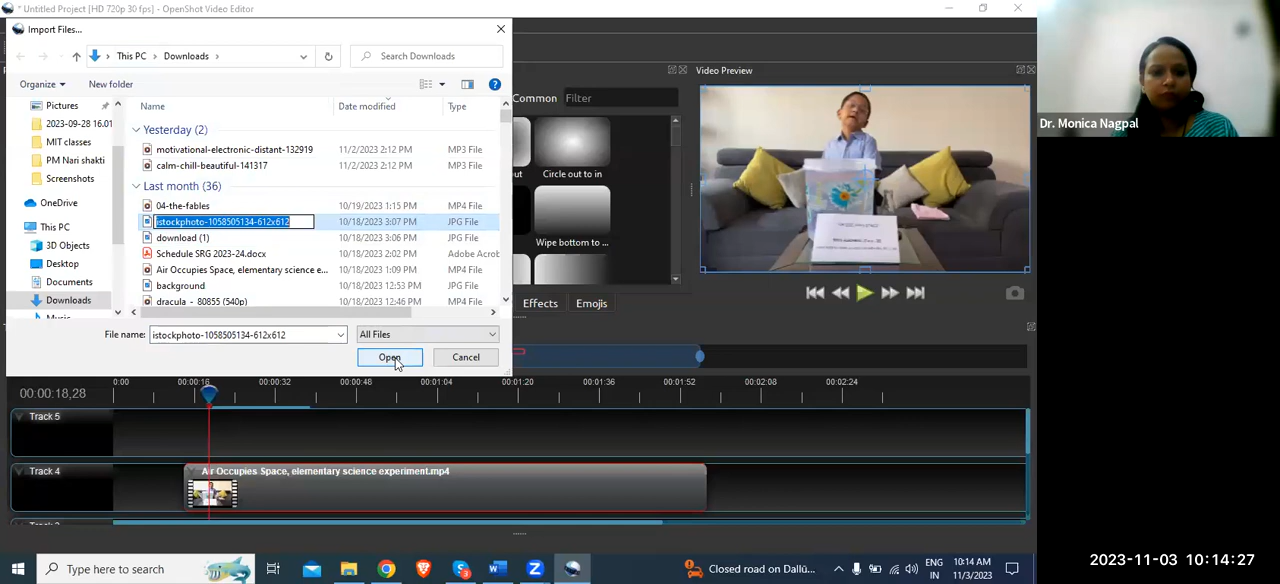 * Untitled Project [HD 720p 30 fps] - OpenShot Video Editor
Import Files...
This PC
Downloads
Search Downloads
Organize
New folder
Name
Date modified
Type
Pictures
2023-09-28 16.01
MIT classes
PM Nari shakti
Screenshots
OneDrive
This PC
3D Objects
Desktop
Documents
Downloads
Music
Yesterday (2)
motivational-electronic-distant-132919 11/2/2023 2:12 PM MP3 File
calm-chill-beautiful-141317 11/2/2023 2:12 PM MP3 File
Last month (36)
04-the-fables 10/19/2023 1:15 PM MP4 File
istockphoto-1058505134-612x612 10/18/2023 3:07 PM JPG File
download (1) 10/18/2023 3:06 PM JPG File
Schedule SRG 2023-24.docx 10/18/2023 2:02 PM Adobe Acrob
Air Occupies Space, elementary science e... 10/18/2023 1:09 PM MP4 File
background 10/18/2023 12:53 PM JPG File
dracula - 80855 (540p) 10/18/2023 12:46 PM MP4 File
File name: istockphoto-1058505134-612x612 All Files
Open Cancel
Common Filter
out
Circle out to in
Wipe bottom to ...
Effects Emojis
Video Preview
Dr. Monica Nagpal
00:00:18,28
0:00 00:00:16 00:00:32 00:00:48 00:01:04 00:01:20 00:01:36 00:01:52 00:02:08 00:02:24
Track 5
Track 4
Air Occupies Space, elementary science experiment.mp4
Type here to search
Closed road on Dallū...
ENG
IN
10:14 AM
11/3/2023
2023-11-03 10:14:27